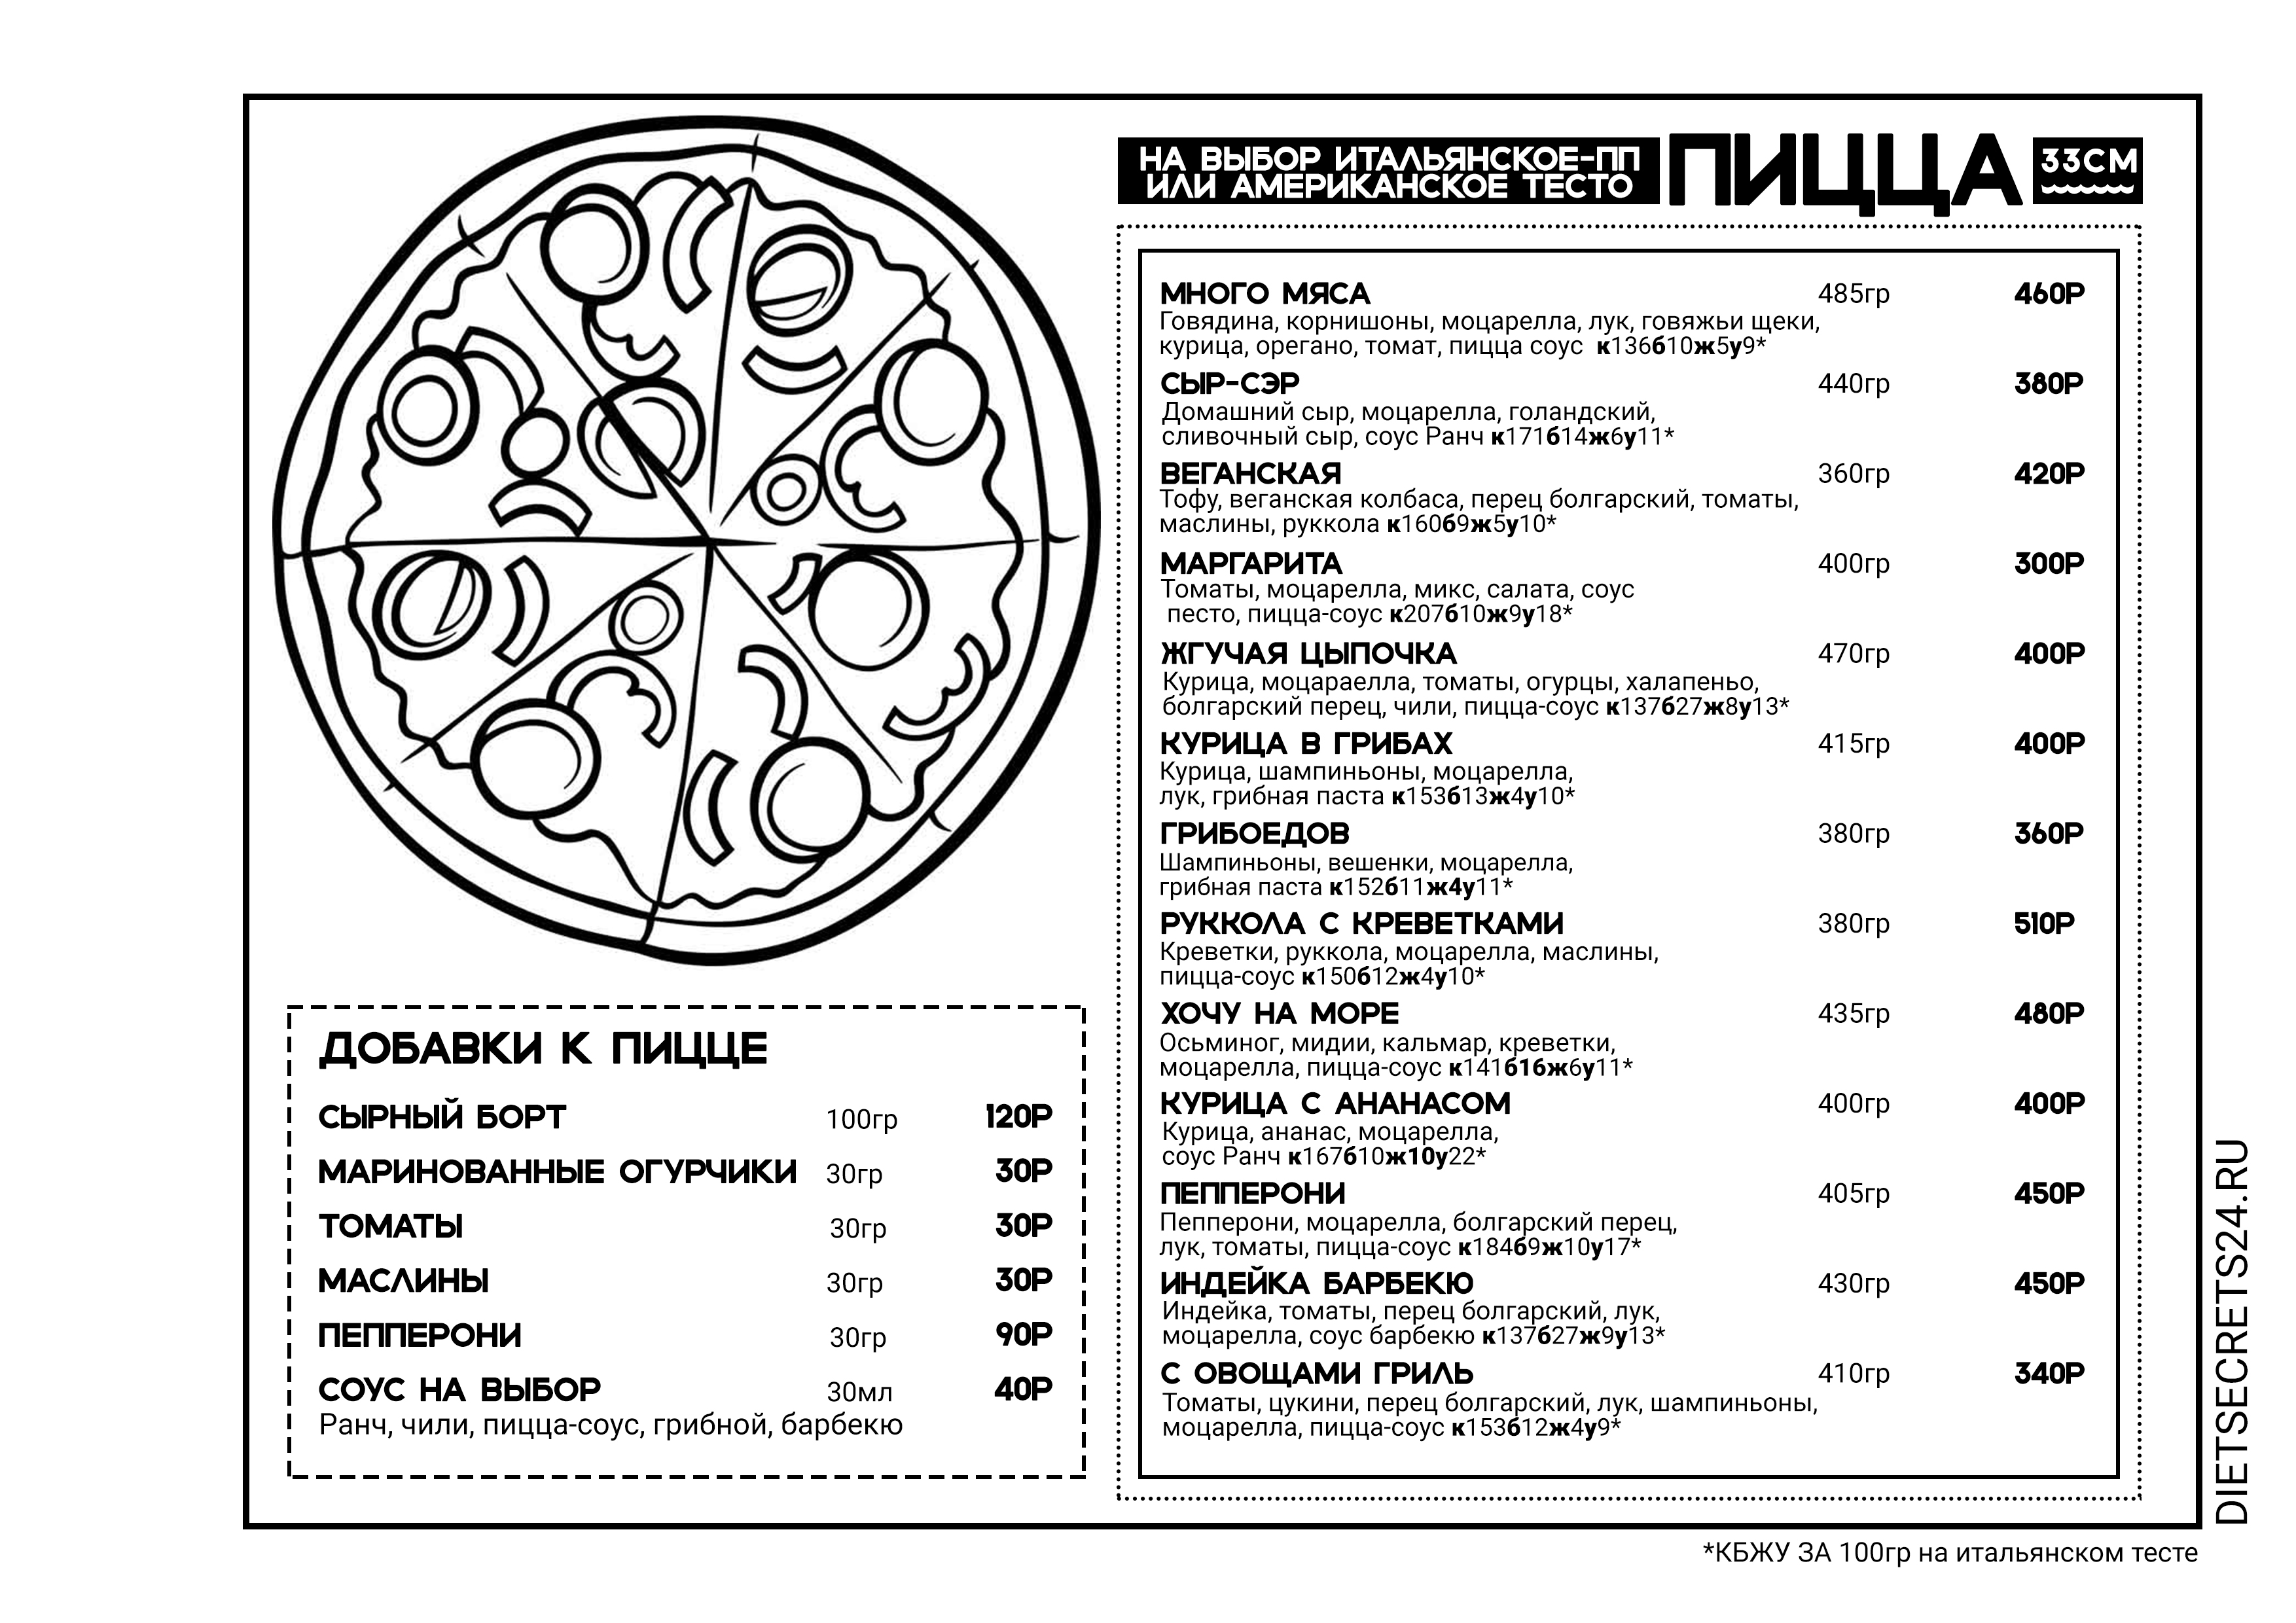 НА ВЫБОР ИТАЛЬЯНСКОЕ-ПП
ИЛИ АМЕРИКАНСКОЕ ТЕСТО
ПИЦЦА
33СМ
МНОГО МЯСА 485гр 460Р
Говядина, корнишоны, моцарелла, лук, говяжьи щеки,
курица, орегано, томат, пицца соус к136б10ж5у9*
СЫР-СЭР 440гр 380Р
Домашний сыр, моцарелла, голандский,
сливочный сыр, соус Ранч к171б14ж6у11*
ВЕГАНСКАЯ 360гр 420Р
Тофу, веганская колбаса, перец болгарский, томаты,
маслины, руккола к160б9ж5у10*
МАРГАРИТА 400гр 300Р
Томаты, моцарелла, микс, салата, соус
песто, пицца-соус к207б10ж9у18*
ЖГУЧАЯ ЦЫПОЧКА 470гр 400Р
Курица, моцараелла, томаты, огурцы, халапеньо,
болгарский перец, чили, пицца-соус к137б27ж8у13*
КУРИЦА В ГРИБАХ 415гр 400Р
Курица, шампиньоны, моцарелла,
лук, грибная паста к153б13ж4у10*
ГРИБОЕДОВ 380гр 360Р
Шампиньоны, вешенки, моцарелла,
грибная паста к152б11ж4у11*
РУККОЛА С КРЕВЕТКАМИ 380гр 510Р
Креветки, руккола, моцарелла, маслины,
пицца-соус к150б12ж4у10*
ХОЧУ НА МОРЕ 435гр 480Р
Осьминог, мидии, кальмар, креветки,
моцарелла, пицца-соус к141б16ж6у11*
КУРИЦА С АНАНАСОМ 400гр 400Р
Курица, ананас, моцарелла,
соус Ранч к167б10ж10у22*
ПЕППЕРОНИ 405гр 450Р
Пепперони, моцарелла, болгарский перец,
лук, томаты, пицца-соус к184б9ж10у17*
ИНДЕЙКА БАРБЕКЮ 430гр 450Р
Индейка, томаты, перец болгарский, лук,
моцарелла, соус барбекю к137б27ж9у13*
С ОВОЩАМИ ГРИЛЬ 410гр 340Р
Томаты, цукини, перец болгарский, лук, шампиньоны,
моцарелла, пицца-соус к153б12ж4у9*
ДОБАВКИ К ПИЦЦЕ
СЫРНЫЙ БОРТ 100гр 120Р
МАРИНОВАННЫЕ ОГУРЧИКИ 30гр 30Р
ТОМАТЫ 30гр 30Р
МАСЛИНЫ 30гр 30Р
ПЕППЕРОНИ 30гр 90Р
СОУС НА ВЫБОР 30мл 40Р
Ранч, чили, пицца-соус, грибной, барбекю
DIETSECRETS24.RU
*КБЖУ ЗА 100гр на итальянском тесте